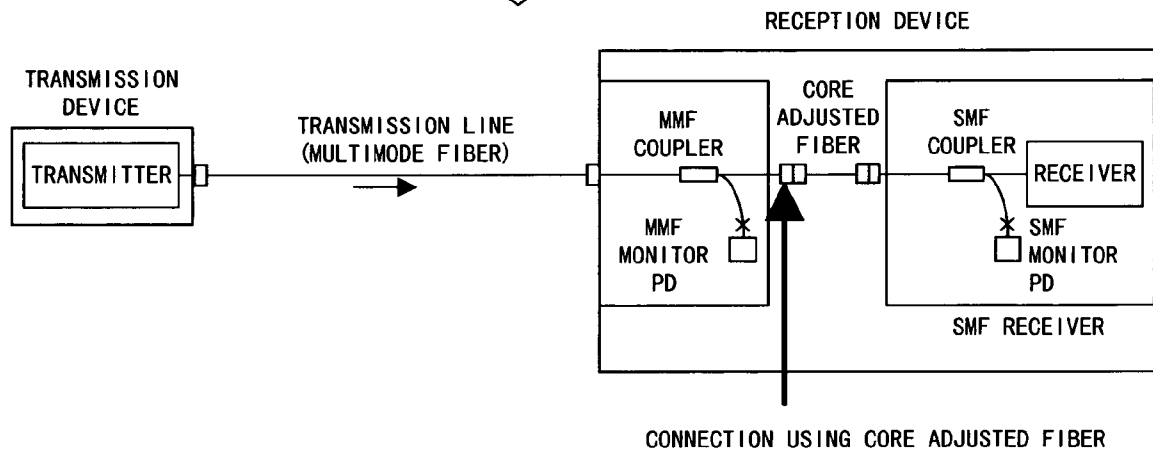 RECEPTION DEVICE
TRANSMISSION
DEVICE
TRANSMITTER
TRANSMISSION LINE
(MULTIMODE FIBER)
MMF
COUPLER
MMF
MONITOR
PD
CORE
ADJUSTED
FIBER
SMF
COUPLER
RECEIVER
SMF
MONITOR
PD
SMF RECEIVER
CONNECTION USING CORE ADJUSTED FIBER